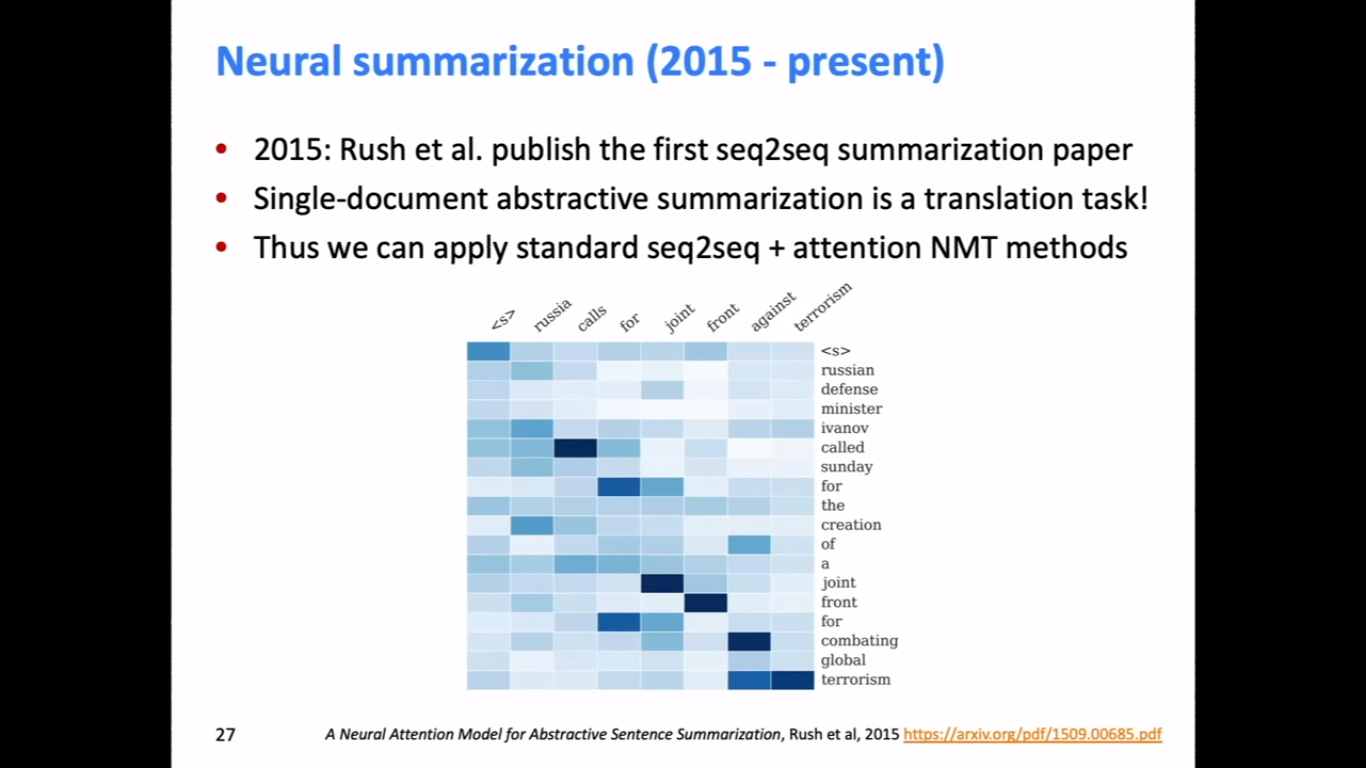 Neural summarization (2015 - present)
• 2015: Rush et al. publish the first seq2seq summarization paper
• Single-document abstractive summarization is a translation task!
• Thus we can apply standard seq2seq + attention NMT methods
<s> russia calls for joint front against terrorism
<s>
russian
defense
minister
ivanov
called
sunday
for
the
creation
of
a
joint
front
for
combating
global
terrorism
27
A Neural Attention Model for Abstractive Sentence Summarization, Rush et al, 2015 https://arxiv.org/pdf/1509.00685.pdf